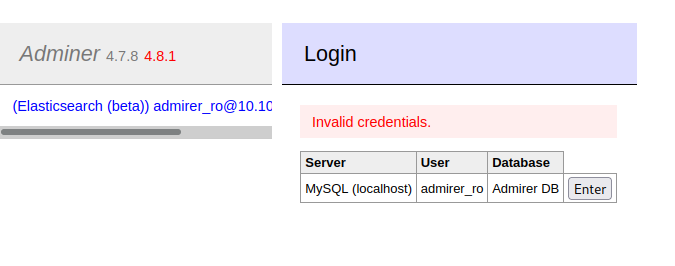 Adminer 4.7.8 4.8.1
Login
(Elasticsearch (beta)) admirer_ro@10.10
Invalid credentials.
Server User Database
MySQL (localhost) admirer_ro Admirer DB Enter